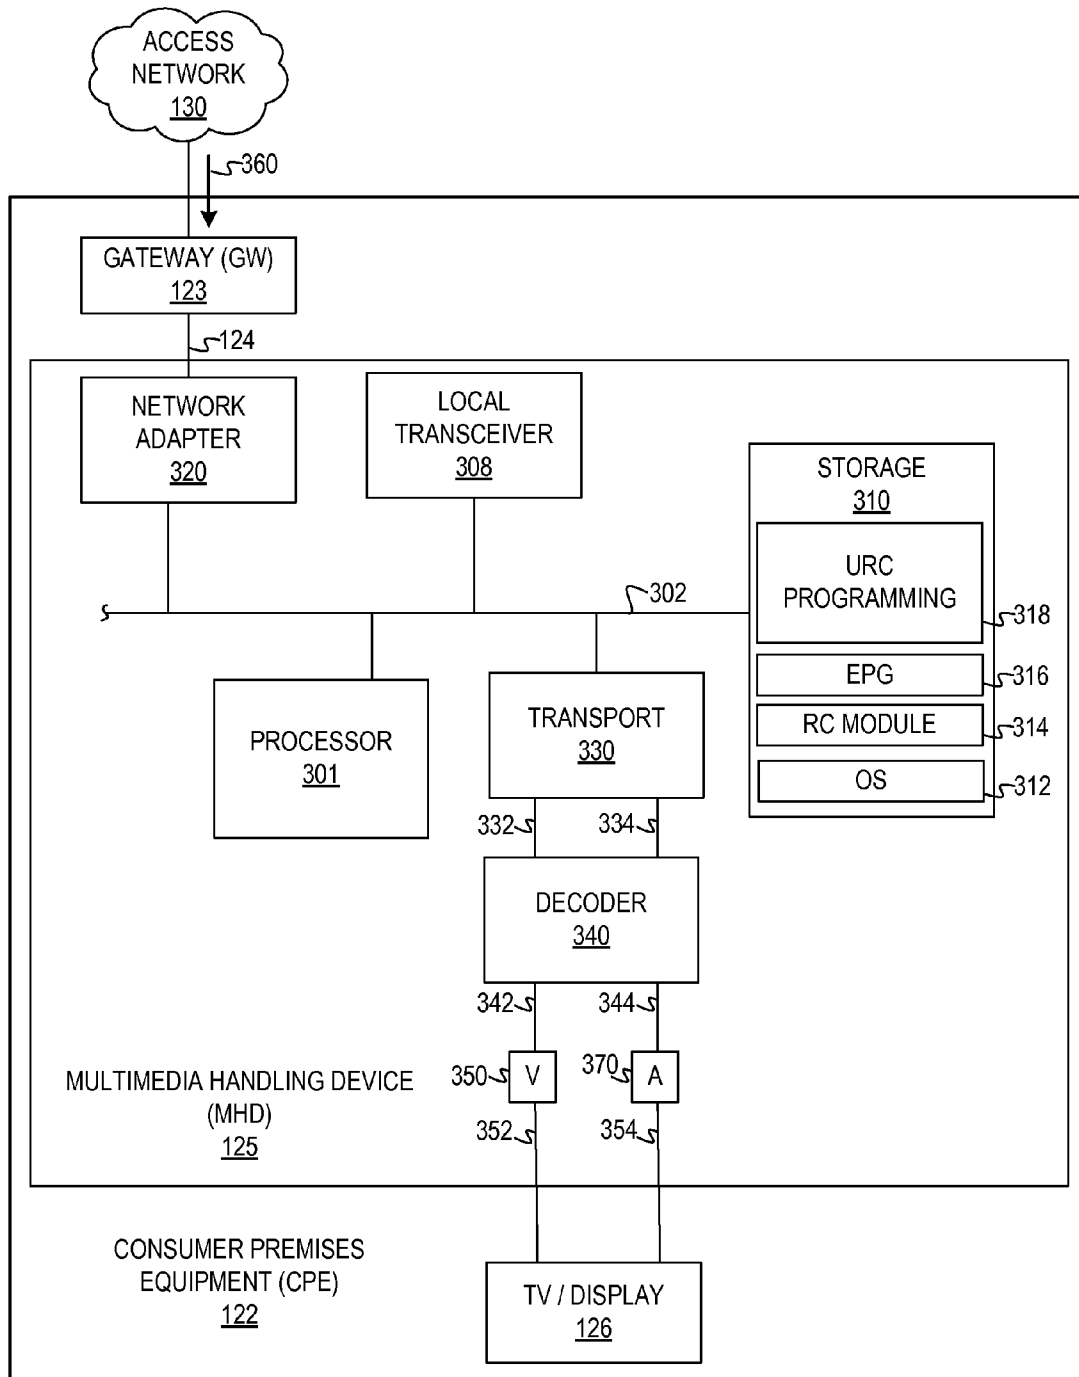 ACCESS
NETWORK
130
360
GATEWAY (GW)
123
124
NETWORK
ADAPTER
320
LOCAL
TRANSCEIVER
308
STORAGE
310
URC
PROGRAMMING
318
EPG
316
RC MODULE
314
OS
312
302
PROCESSOR
301
TRANSPORT
330
332
334
DECODER
340
342
344
350
V
370
A
352
354
MULTIMEDIA HANDLING DEVICE
(MHD)
125
CONSUMER PREMISES
EQUIPMENT (CPE)
122
TV / DISPLAY
126